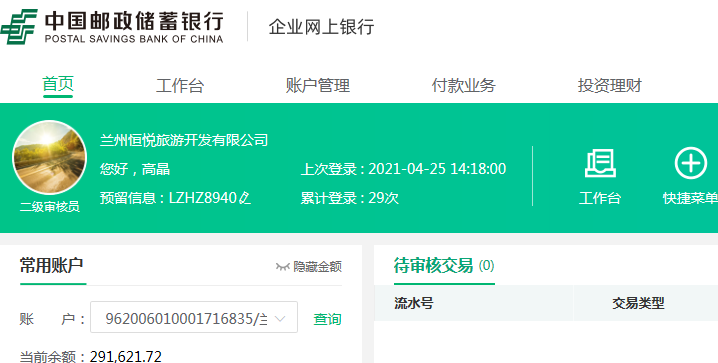 中国邮政储蓄银行
POSTAL SAVINGS BANK OF CHINA
企业网上银行
首页 工作台 账户管理 付款业务 投资理财
兰州恒悦旅游开发有限公司
您好，高晶 上次登录 : 2021-04-25 14:18:00
预留信息 : LZHZ8940 累计登录 : 29次
二级审核员
工作台 快捷菜单
常用账户 隐藏金额
待审核交易 (0)
流水号 交易类型
账 户 : 962006010001716835/兰 查询
当前余额 : 291,621.72